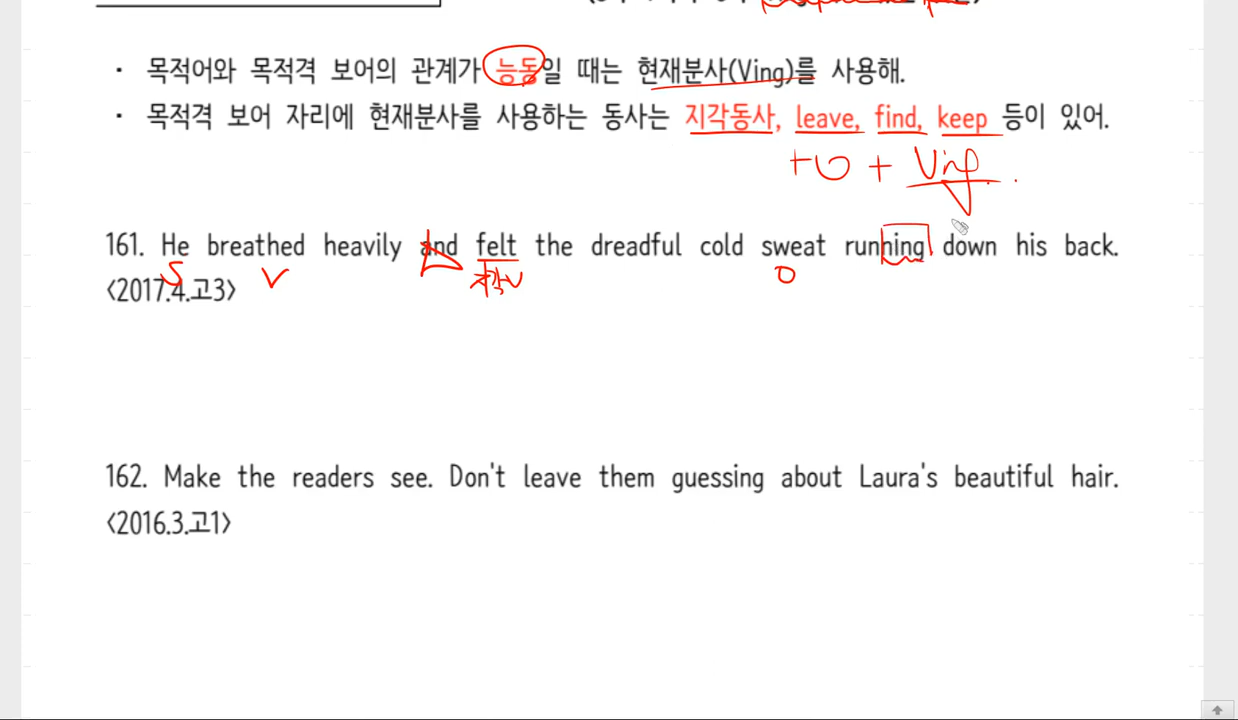 · 목적어와 목적격 보어의 관계가 능동일 때는 현재분사(Ving)를 사용해.
· 목적격 보어 자리에 현재분사를 사용하는 동사는 지각동사, leave, find, keep 등이 있어.
+ O + Ving
161. He breathed heavily and felt the dreadful cold sweat running down his back.
S V 지각V O
<2017.4.고3>
162. Make the readers see. Don't leave them guessing about Laura's beautiful hair.
<2016.3.고1>